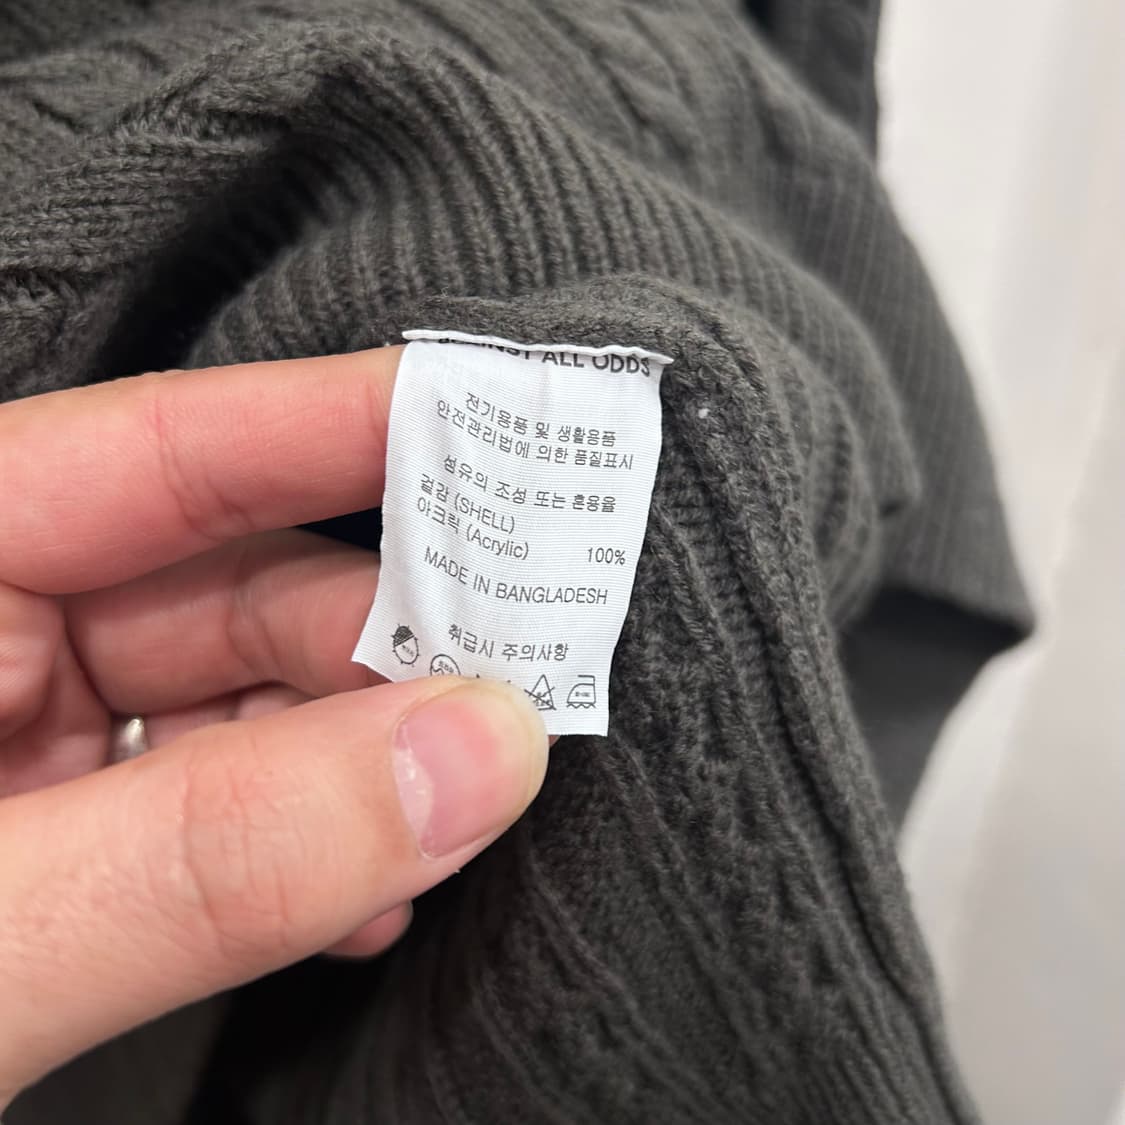 AGAINST ALL ODDS
전기용품 및 생활용품
안전관리법에 의한 품질표시
섬유의 조성 또는 혼용율
겉감 (SHELL)
아크릴 (Acrylic) 100%
MADE IN BANGLADESH
취급시 주의사항